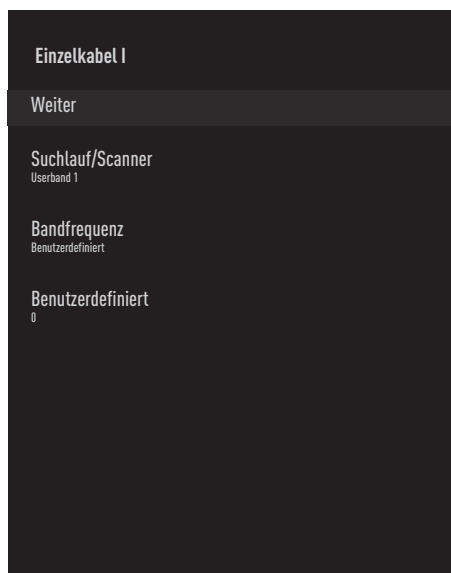 Einzelkabel I
Weiter
Suchlauf/Scanner
Userband 1
Bandfrequenz
Benutzerdefiniert
Benutzerdefiniert
0